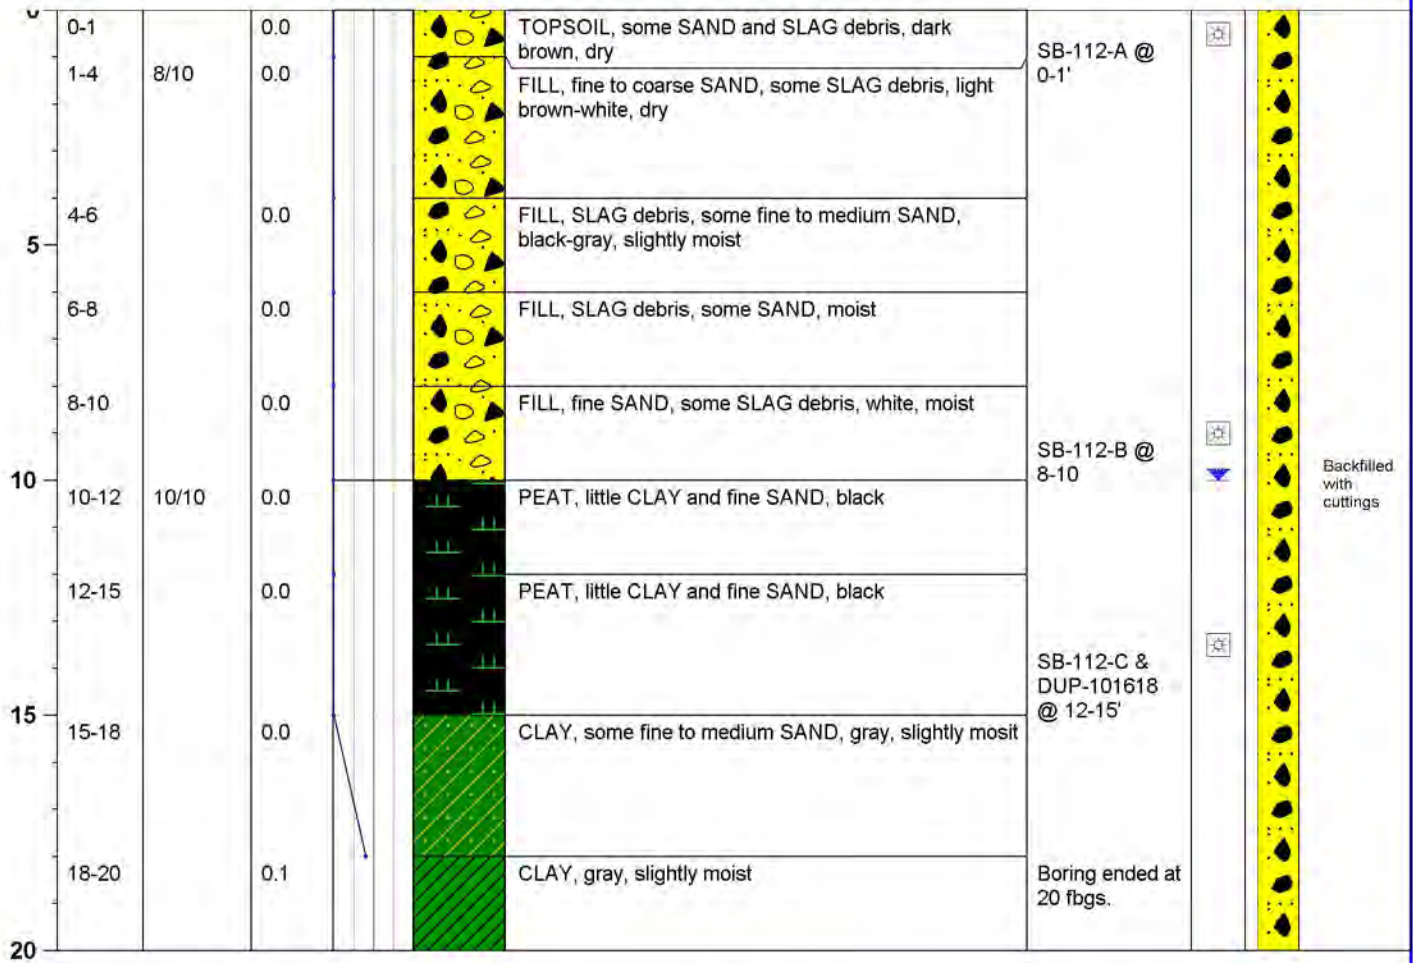 0
0-1 0.0 TOPSOIL, some SAND and SLAG debris, dark
brown, dry
SB-112-A @
0-1'
1-4 8/10 0.0 FILL, fine to coarse SAND, some SLAG debris, light
brown-white, dry
4-6 0.0 FILL, SLAG debris, some fine to medium SAND,
black-gray, slightly moist
5
6-8 0.0 FILL, SLAG debris, some SAND, moist
8-10 0.0 FILL, fine SAND, some SLAG debris, white, moist
SB-112-B @
8-10
10
10-12 10/10 0.0 PEAT, little CLAY and fine SAND, black
Backfilled
with
cuttings
12-15 0.0 PEAT, little CLAY and fine SAND, black
SB-112-C &
DUP-101618
@ 12-15'
15
15-18 0.0 CLAY, some fine to medium SAND, gray, slightly mosit
18-20 0.1 CLAY, gray, slightly moist
Boring ended at
20 fbgs.
20